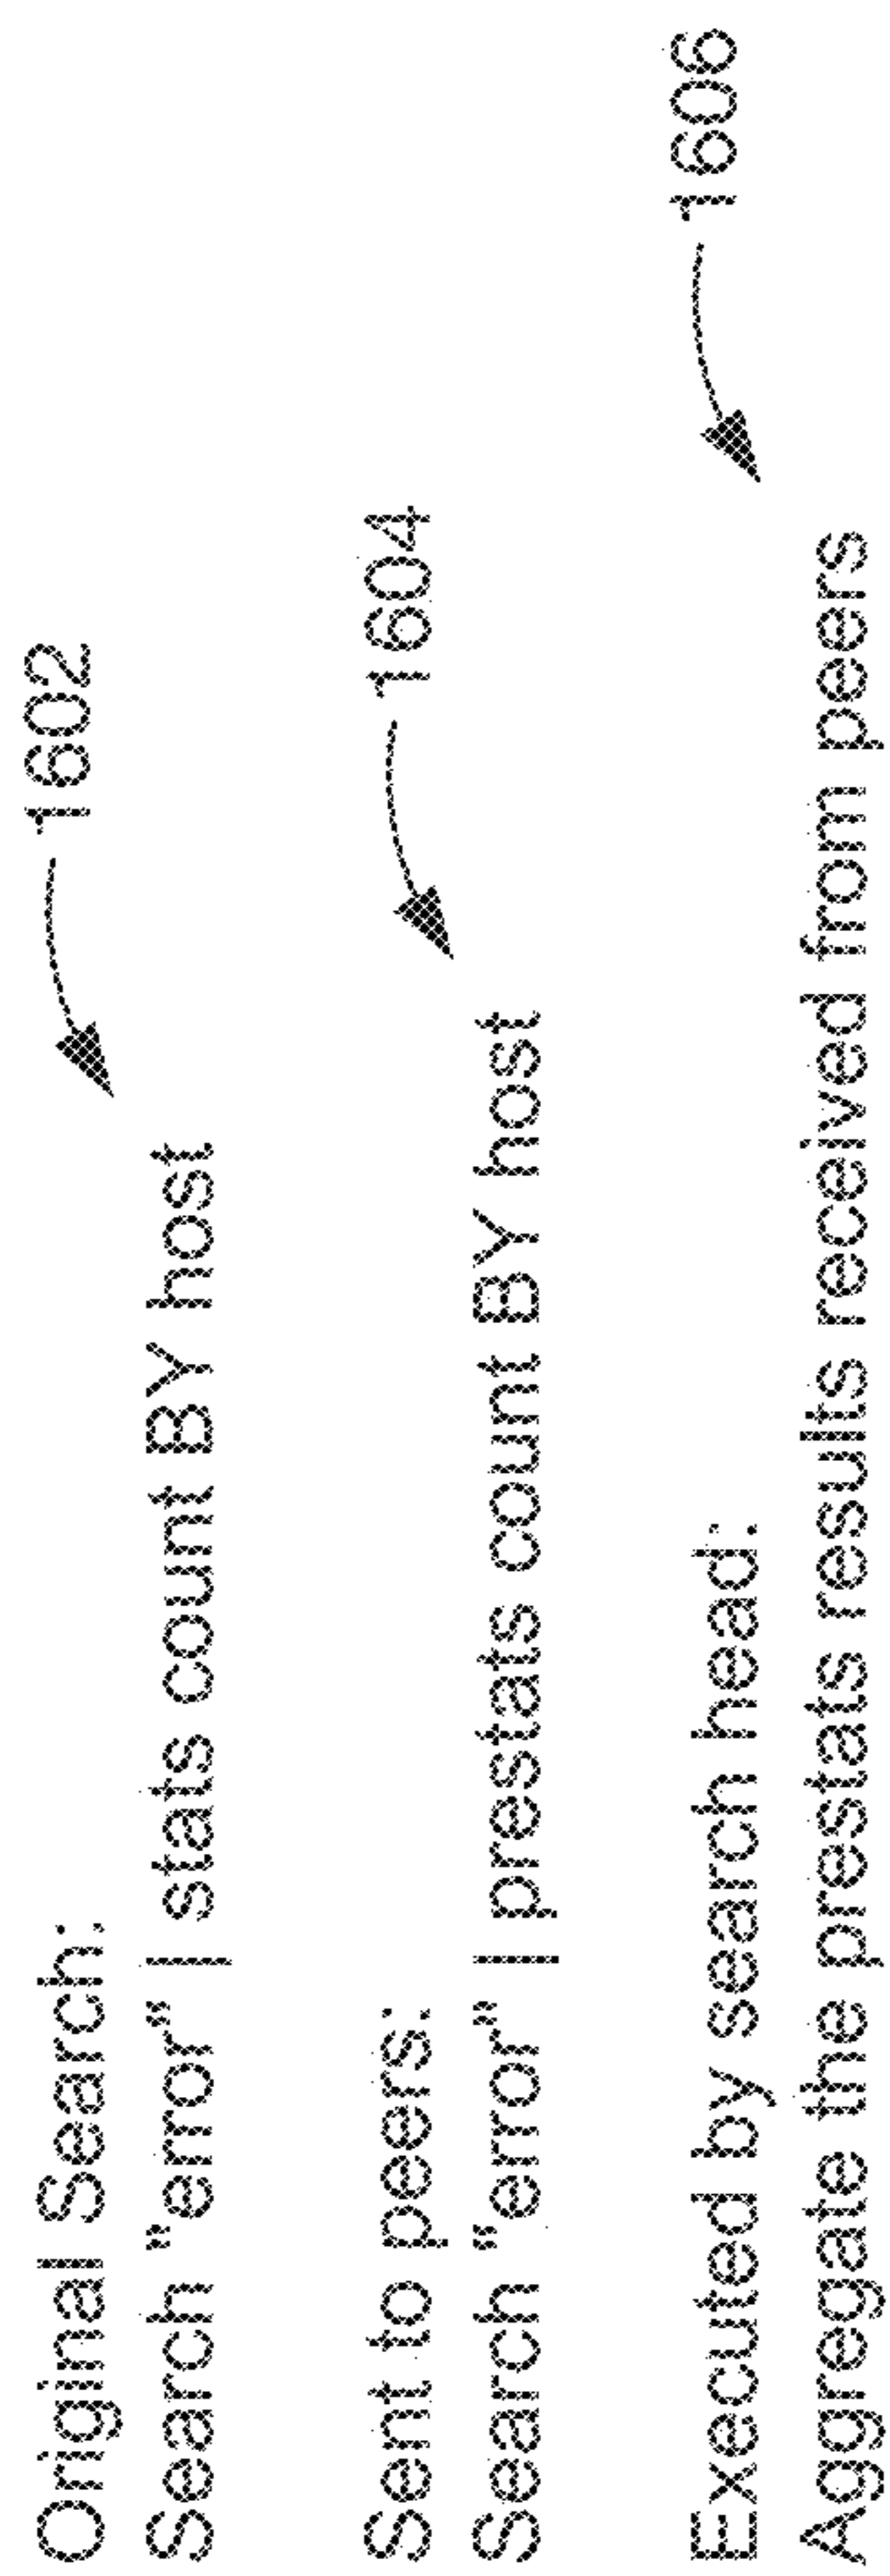 Original Search: 1602
Search "error" | stats count BY host
Sent to peers: 1604
Search "error" | prestats count BY host
Executed by search head: 1606
Aggregate the prestats results received from peers